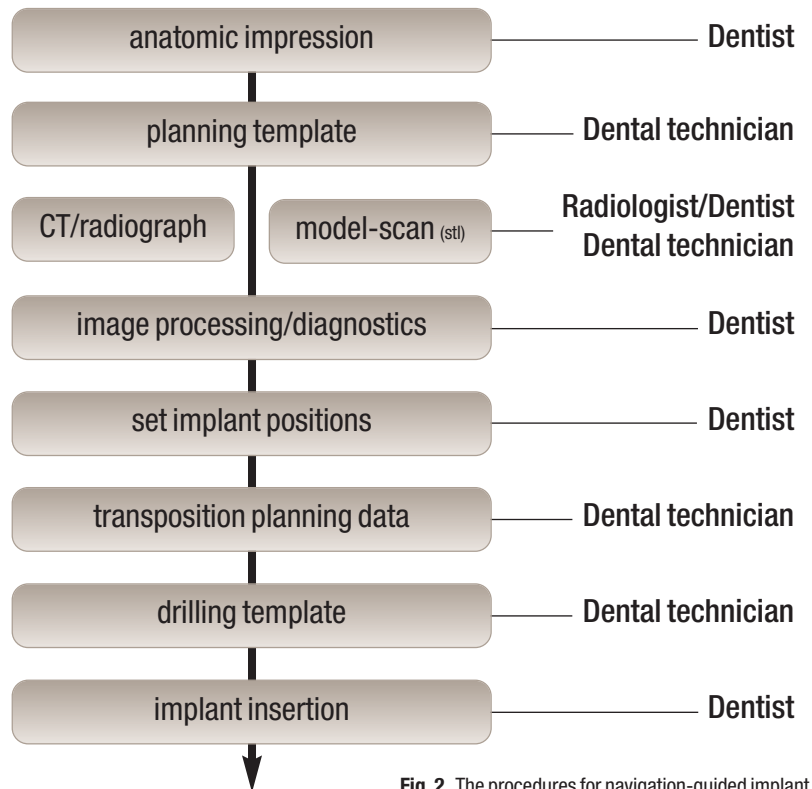 anatomic impression Dentist
planning template Dental technician
CT/radiograph model-scan (stl) Radiologist/Dentist
Dental technician
image processing/diagnostics Dentist
set implant positions Dentist
transposition planning data Dental technician
drilling template Dental technician
implant insertion Dentist
Fig. 2 The procedures for navigation-guided implant